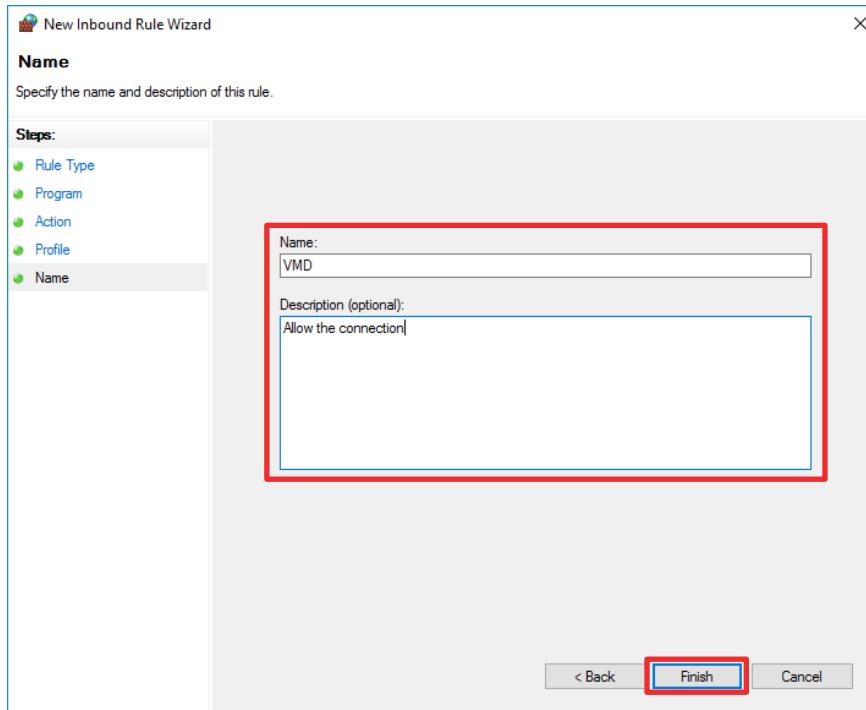 New Inbound Rule Wizard
Name
Specify the name and description of this rule.
Steps:
Rule Type
Program
Action
Profile
Name
Name:
VMD
Description (optional):
Allow the connection
< Back
Finish
Cancel